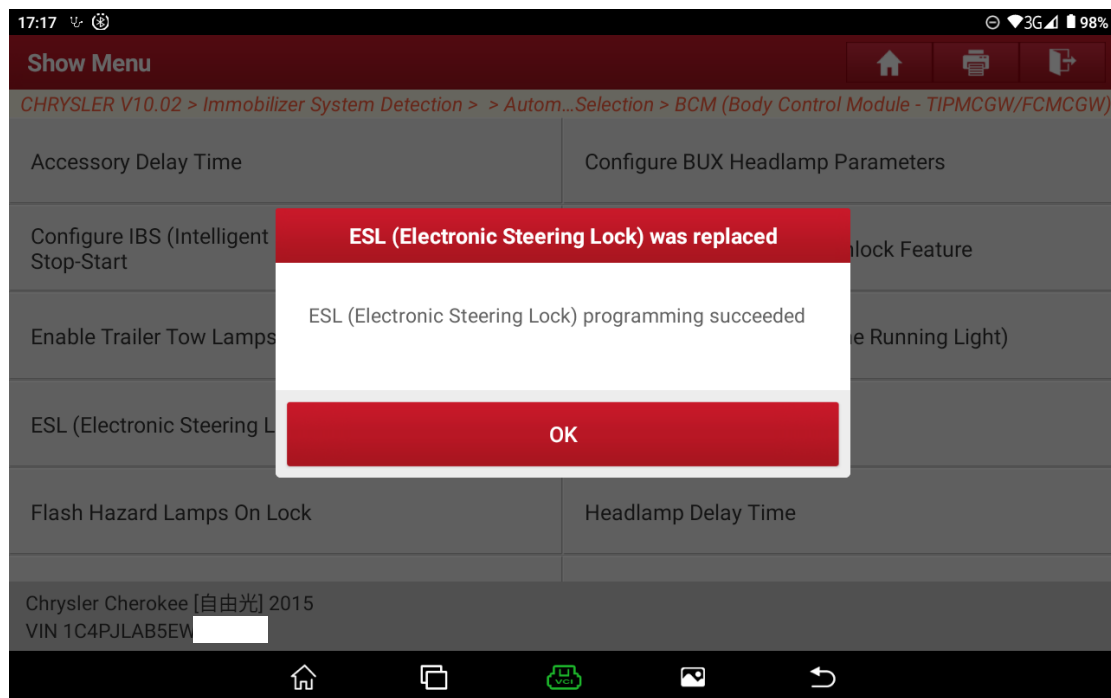 17:17
3G
98%
Show Menu
CHRYSLER V10.02 > Immobilizer System Detection > > Autom...Selection > BCM (Body Control Module - TIPMCGW/FCMCGW)
Accessory Delay Time
Configure BUX Headlamp Parameters
Configure IBS (Intelligent
Stop-Start
ESL (Electronic Steering Lock) was replaced
lock Feature
ESL (Electronic Steering Lock) programming succeeded
Enable Trailer Tow Lamps
e Running Light)
ESL (Electronic Steering L
OK
Flash Hazard Lamps On Lock
Headlamp Delay Time
Chrysler Cherokee [自由光] 2015
VIN 1C4PJLAB5EW
VCI